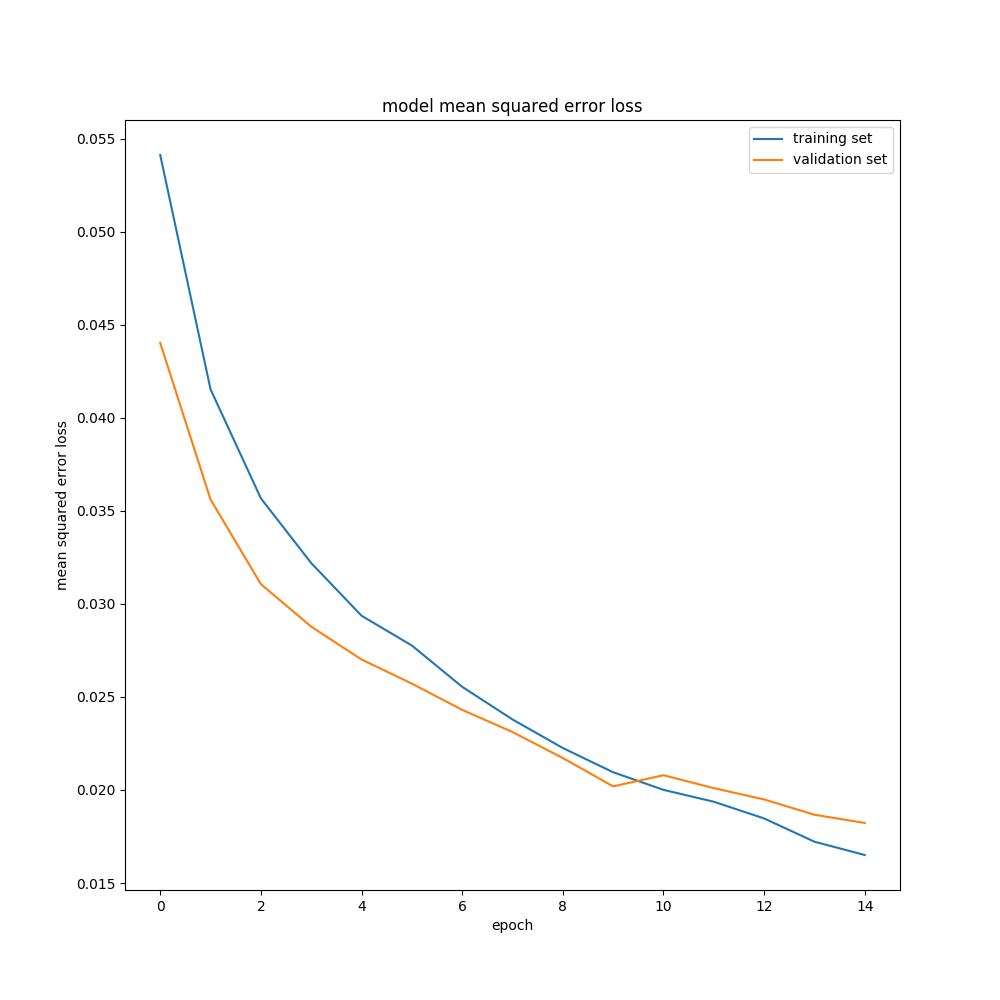 model mean squared error loss
training set
validation set
0.055
0.050
0.045
0.040
0.035
0.030
0.025
0.020
0.015
mean squared error loss
0 2 4 6 8 10 12 14
epoch